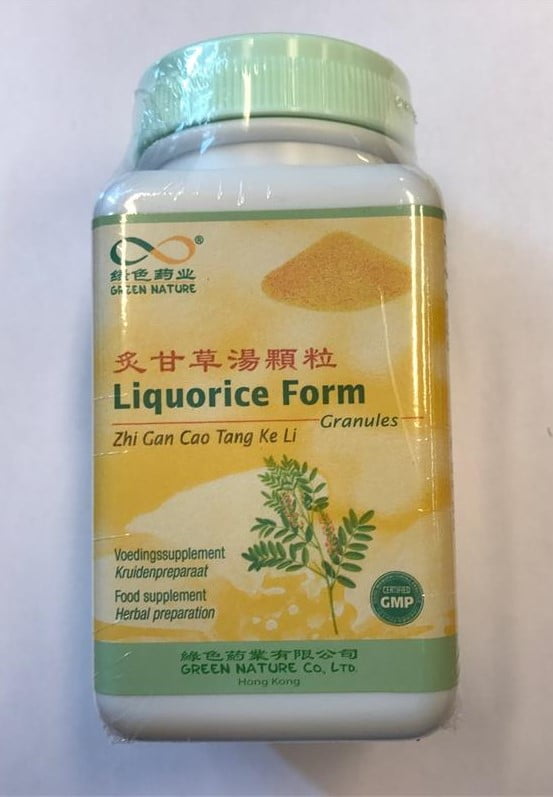 ®
綠色药业
GREEN NATURE
炙甘草湯顆粒
Liquorice Form
Granules
Zhi Gan Cao Tang Ke Li
Voedingssupplement
Kruidenpreparaat
Food supplement
Herbal preparation
CERTIFIED
GMP
綠色药業有限公司
GREEN NATURE CO., LTD.
Hong Kong